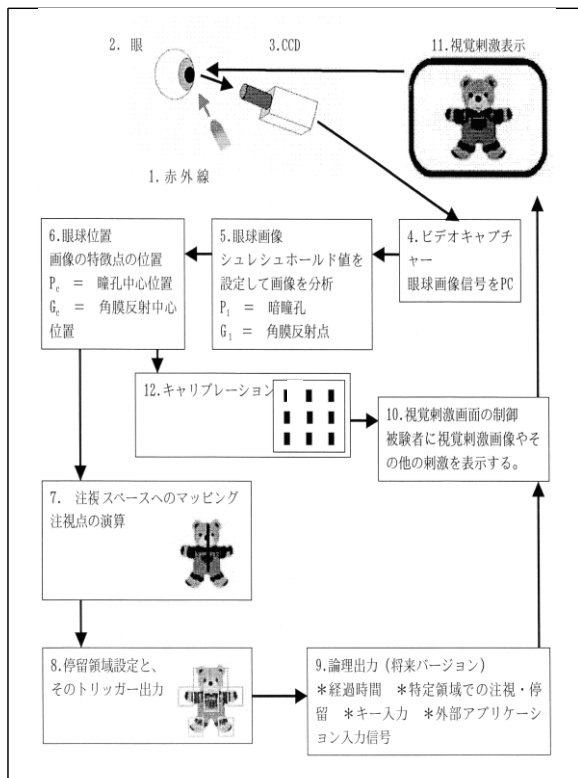 2. 眼
3.CCD
11.視覚刺激表示
1.赤外線
4.ビデオキャプチ
ャー
眼球画像信号をPC
5.眼球画像
シュレシュホールド値を
設定して画像を分析
P₁ = 暗瞳孔
G₁ = 角膜反射点
6.眼球位置
画像の特徴点の位置
Pc = 瞳孔中心位置
Gc = 角膜反射中心
位置
12.キャリブレーション
10.視覚刺激画面の制御
被験者に視覚刺激画像やそ
の他の刺激を表示する。
7. 注視スペースへのマッピング
注視点の演算
8.停留領域設定と、
そのトリッガー出力
9.論理出力(将来バージョン)
*経過時間 *特定領域での注視・停
留 *キー入力 *外部アプリケーシ
ョン入力信号